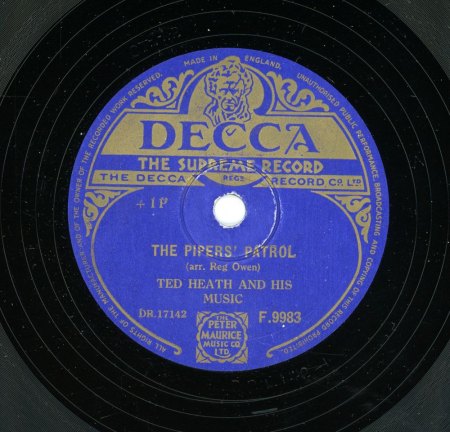 ALL RIGHTS OF THE MANUFACTURER AND OF THE OWNER OF THE RECORDED WORK RESERVED. MADE IN ENGLAND. UNAUTHORISED PUBLIC PERFORMANCE BROADCASTING AND COPYING OF THIS RECORD PROHIBITED
DECCA
THE SUPREME RECORD
THE DECCA REGD RECORD CO. LTD.
+1P
THE PIPERS' PATROL
(arr. Reg Owen)
TED HEATH AND HIS
MUSIC
DR.17142 F.9983
THE
PETER
MAURICE
MUSIC CO
LTD.